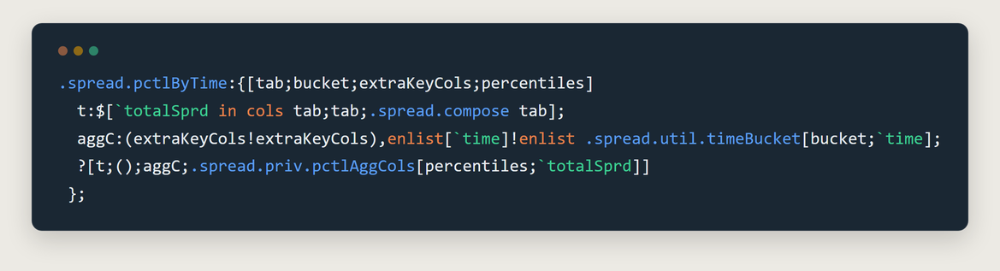 .spread.pctlByTime:{[tab;bucket;extraKeyCols;percentiles]
t:$[`totalSprd in cols tab;tab;.spread.compose tab];
aggC:(extraKeyCols!extraKeyCols),enlist[`time]!enlist .spread.util.timeBucket[bucket;`time];
?[t;();aggC;.spread.priv.pctlAggCols[percentiles;`totalSprd]]
};